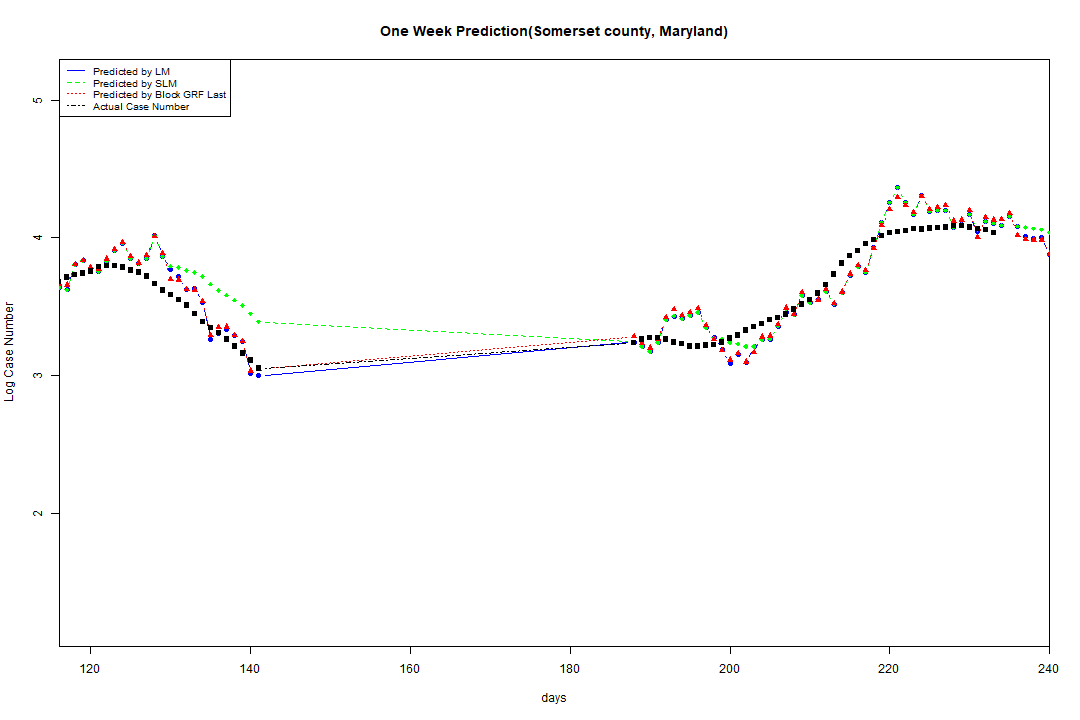 One Week Prediction(Somerset county, Maryland)
Predicted by LM
Predicted by SLM
Predicted by Block GRF Last
Actual Case Number
5
4
3
2
Log Case Number
120 140 160 180 200 220 240
days